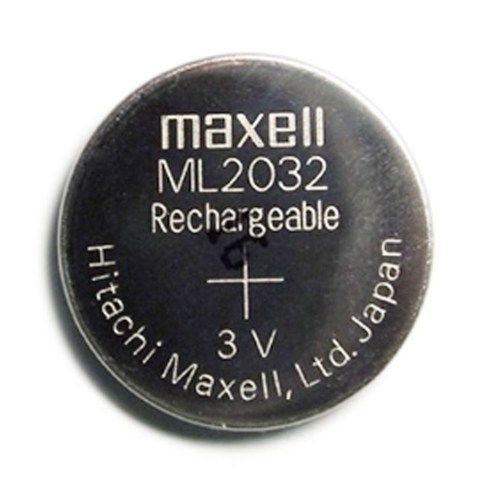 maxell
ML2032
Rechargeable
+
3 V
Hitachi Maxell, Ltd. Japan